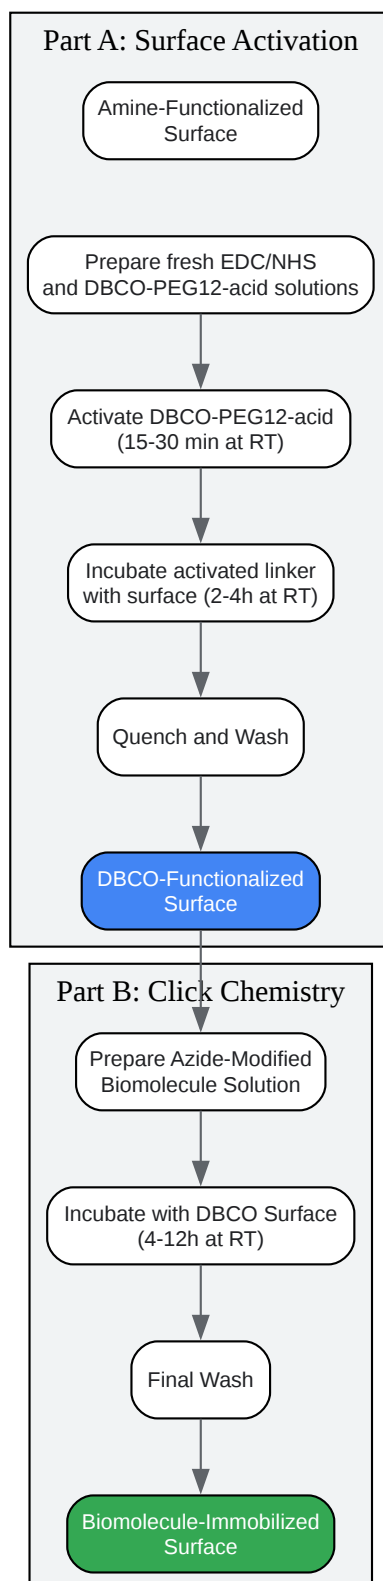 Part A: Surface Activation
Amine-Functionalized
Surface
Prepare fresh EDC/NHS
and DBCO-PEG12-acid solutions
Activate DBCO-PEG12-acid
(15-30 min at RT)
Incubate activated linker
with surface (2-4h at RT)
Quench and Wash
DBCO-Functionalized
Surface
Part B: Click Chemistry
Prepare Azide-Modified
Biomolecule Solution
Incubate with DBCO Surface
(4-12h at RT)
Final Wash
Biomolecule-Immobilized
Surface